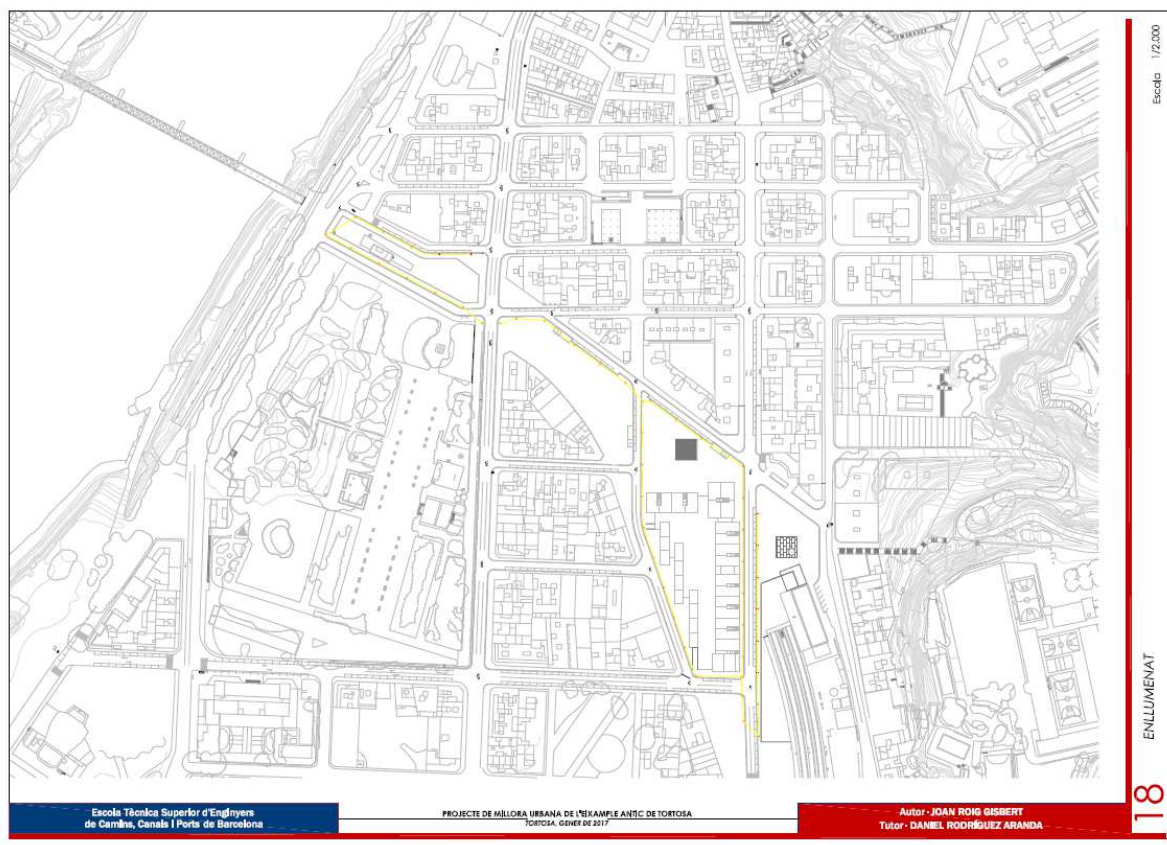 Escala 1/2.000
ENLLUMENAT
18
Escola Tècnica Superior d'Enginyers
de Camins, Canals i Ports de Barcelona
PROJECTE DE MILLORA URBANA DE L'EIXAMPLE ANTIC DE TORTOSA
TORTOSA, GENER DE 2017
Autor · JOAN ROIG GISBERT
Tutor · DANIEL RODRÍGUEZ ARANDA